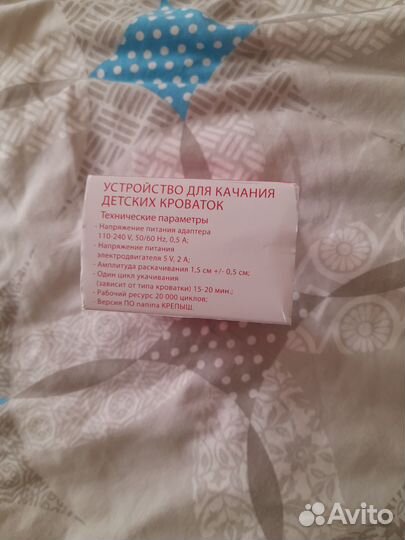 УСТРОЙСТВО ДЛЯ КАЧАНИЯ
ДЕТСКИХ КРОВАТОК
Технические параметры
- Напряжение питания адаптера
110-240 V, 50/60 Hz, 0,5 А;
- Напряжение питания
электродвигателя 5 V, 2 А;
- Амплитуда раскачивания 1,5 см +/- 0,5 см;
- Один цикл укачивания
(зависит от типа кроватки) 15-20 мин.;
- Рабочий ресурс 20 000 циклов;
- Версия ПО nanina КРЕПЫШ.
Avito